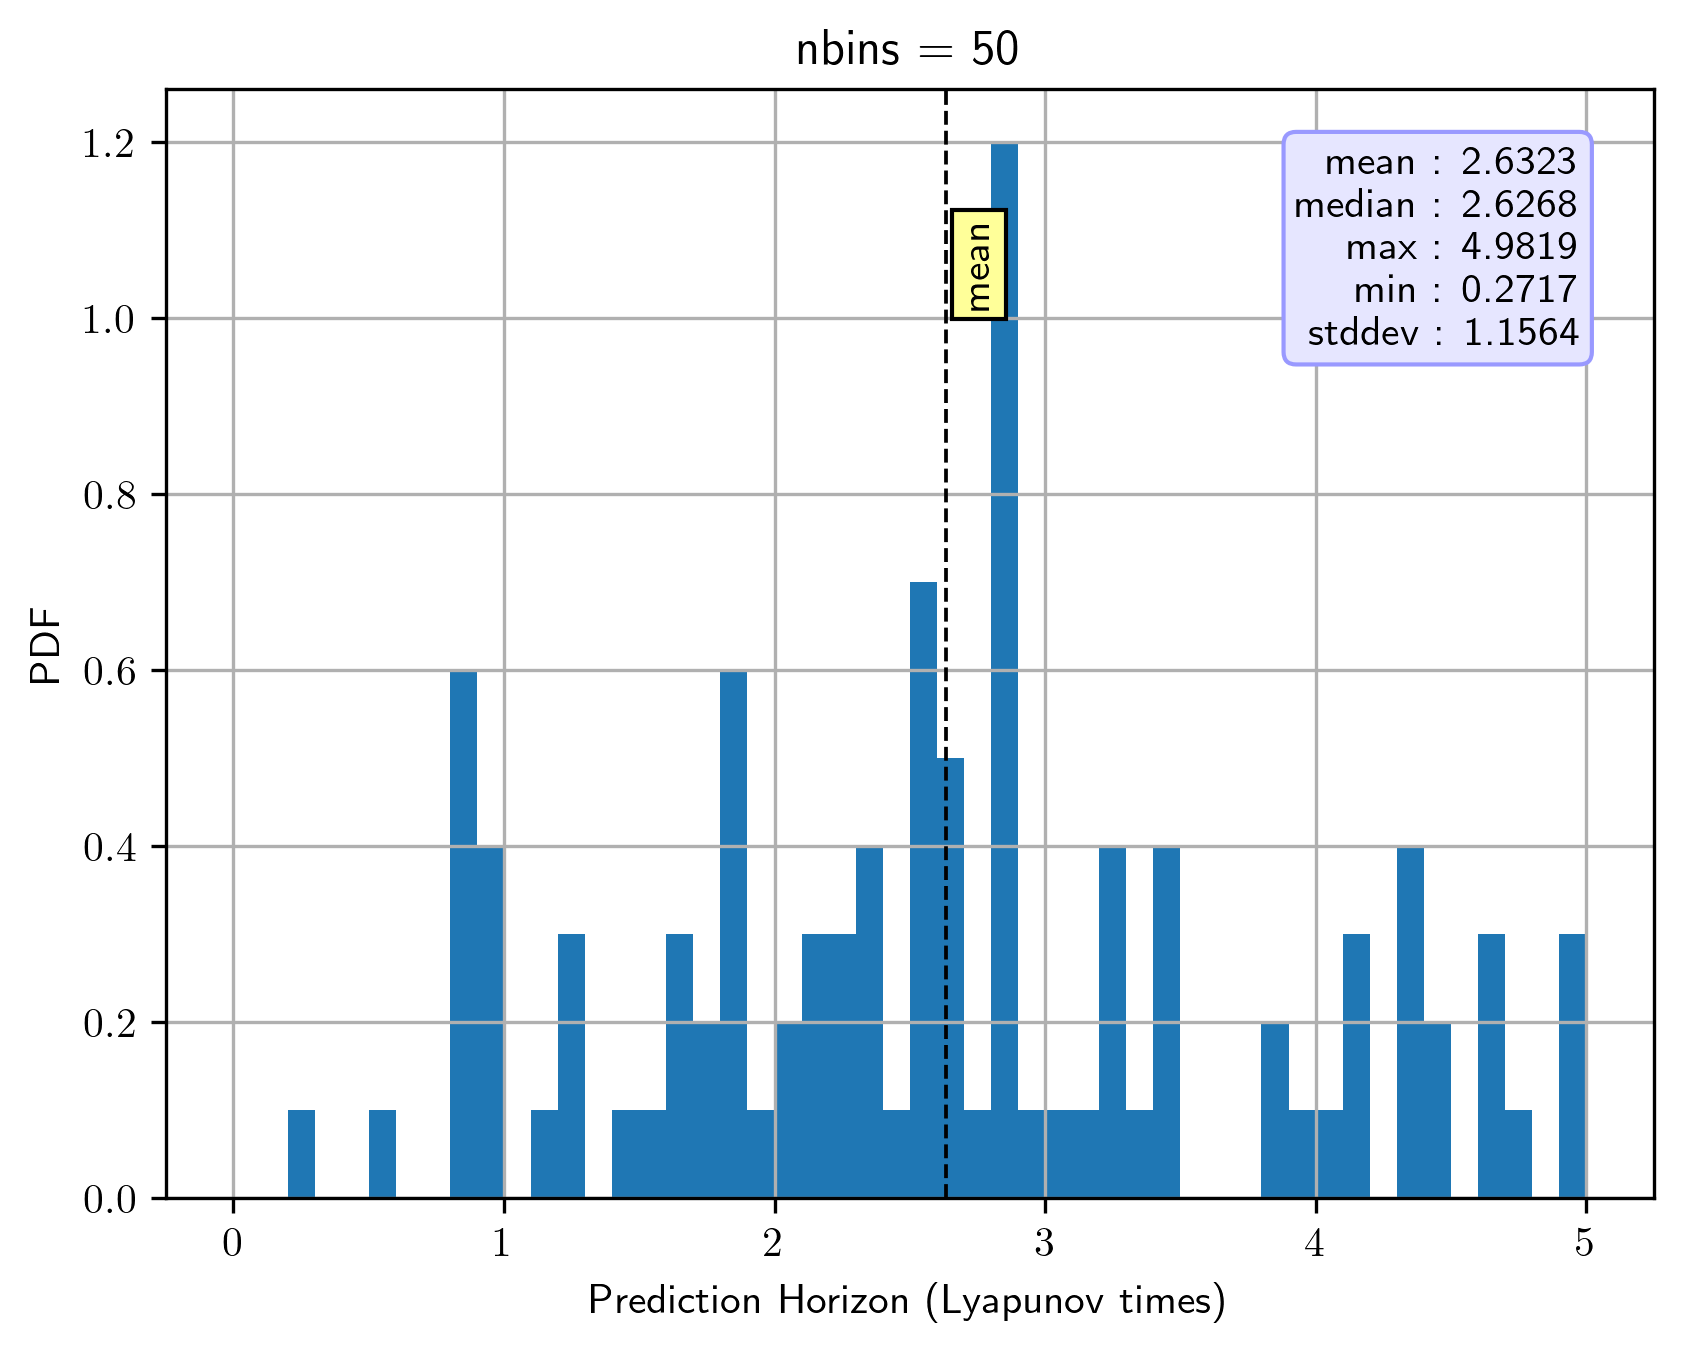 nbins = 50
1.2
1.0
0.8
0.6
0.4
0.2
0.0
PDF
mean
mean : 2.6323
median : 2.6268
max : 4.9819
min : 0.2717
stddev : 1.1564
0 1 2 3 4 5
Prediction Horizon (Lyapunov times)